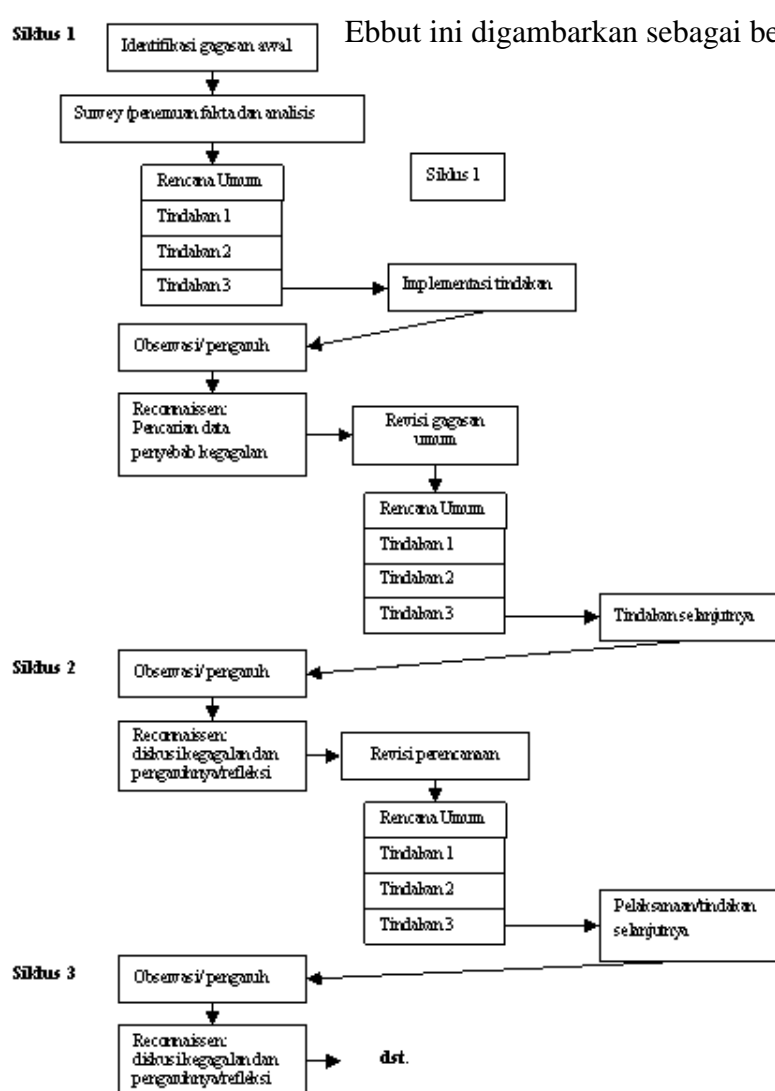 Siklus 1
Ebbut ini digambarkan sebagai be
Identifikasi gagasan awal
Survey/penemuan fakta dan analisis
Rencana Umum
Siklus 1
Tindakan 1
Tindakan 2
Tindakan 3
Implementasi tindakan
Observasi/pengaruh
Reconnaissen:
Pencarian data
penyebab kegagalan
Revisi gagasan
umum
Rencana Umum
Tindakan 1
Tindakan 2
Tindakan 3
Tindakan selanjutnya
Siklus 2
Observasi/pengaruh
Reconnaissen:
diskusi kegagalan dan
pengaruhnya/refleksi
Revisi perencanaan
Rencana Umum
Tindakan 1
Tindakan 2
Tindakan 3
Pelaksanaan/tindakan
selanjutnya
Siklus 3
Observasi/pengaruh
Reconnaissen:
diskusi kegagalan dan
pengaruhnya/refleksi
dst.